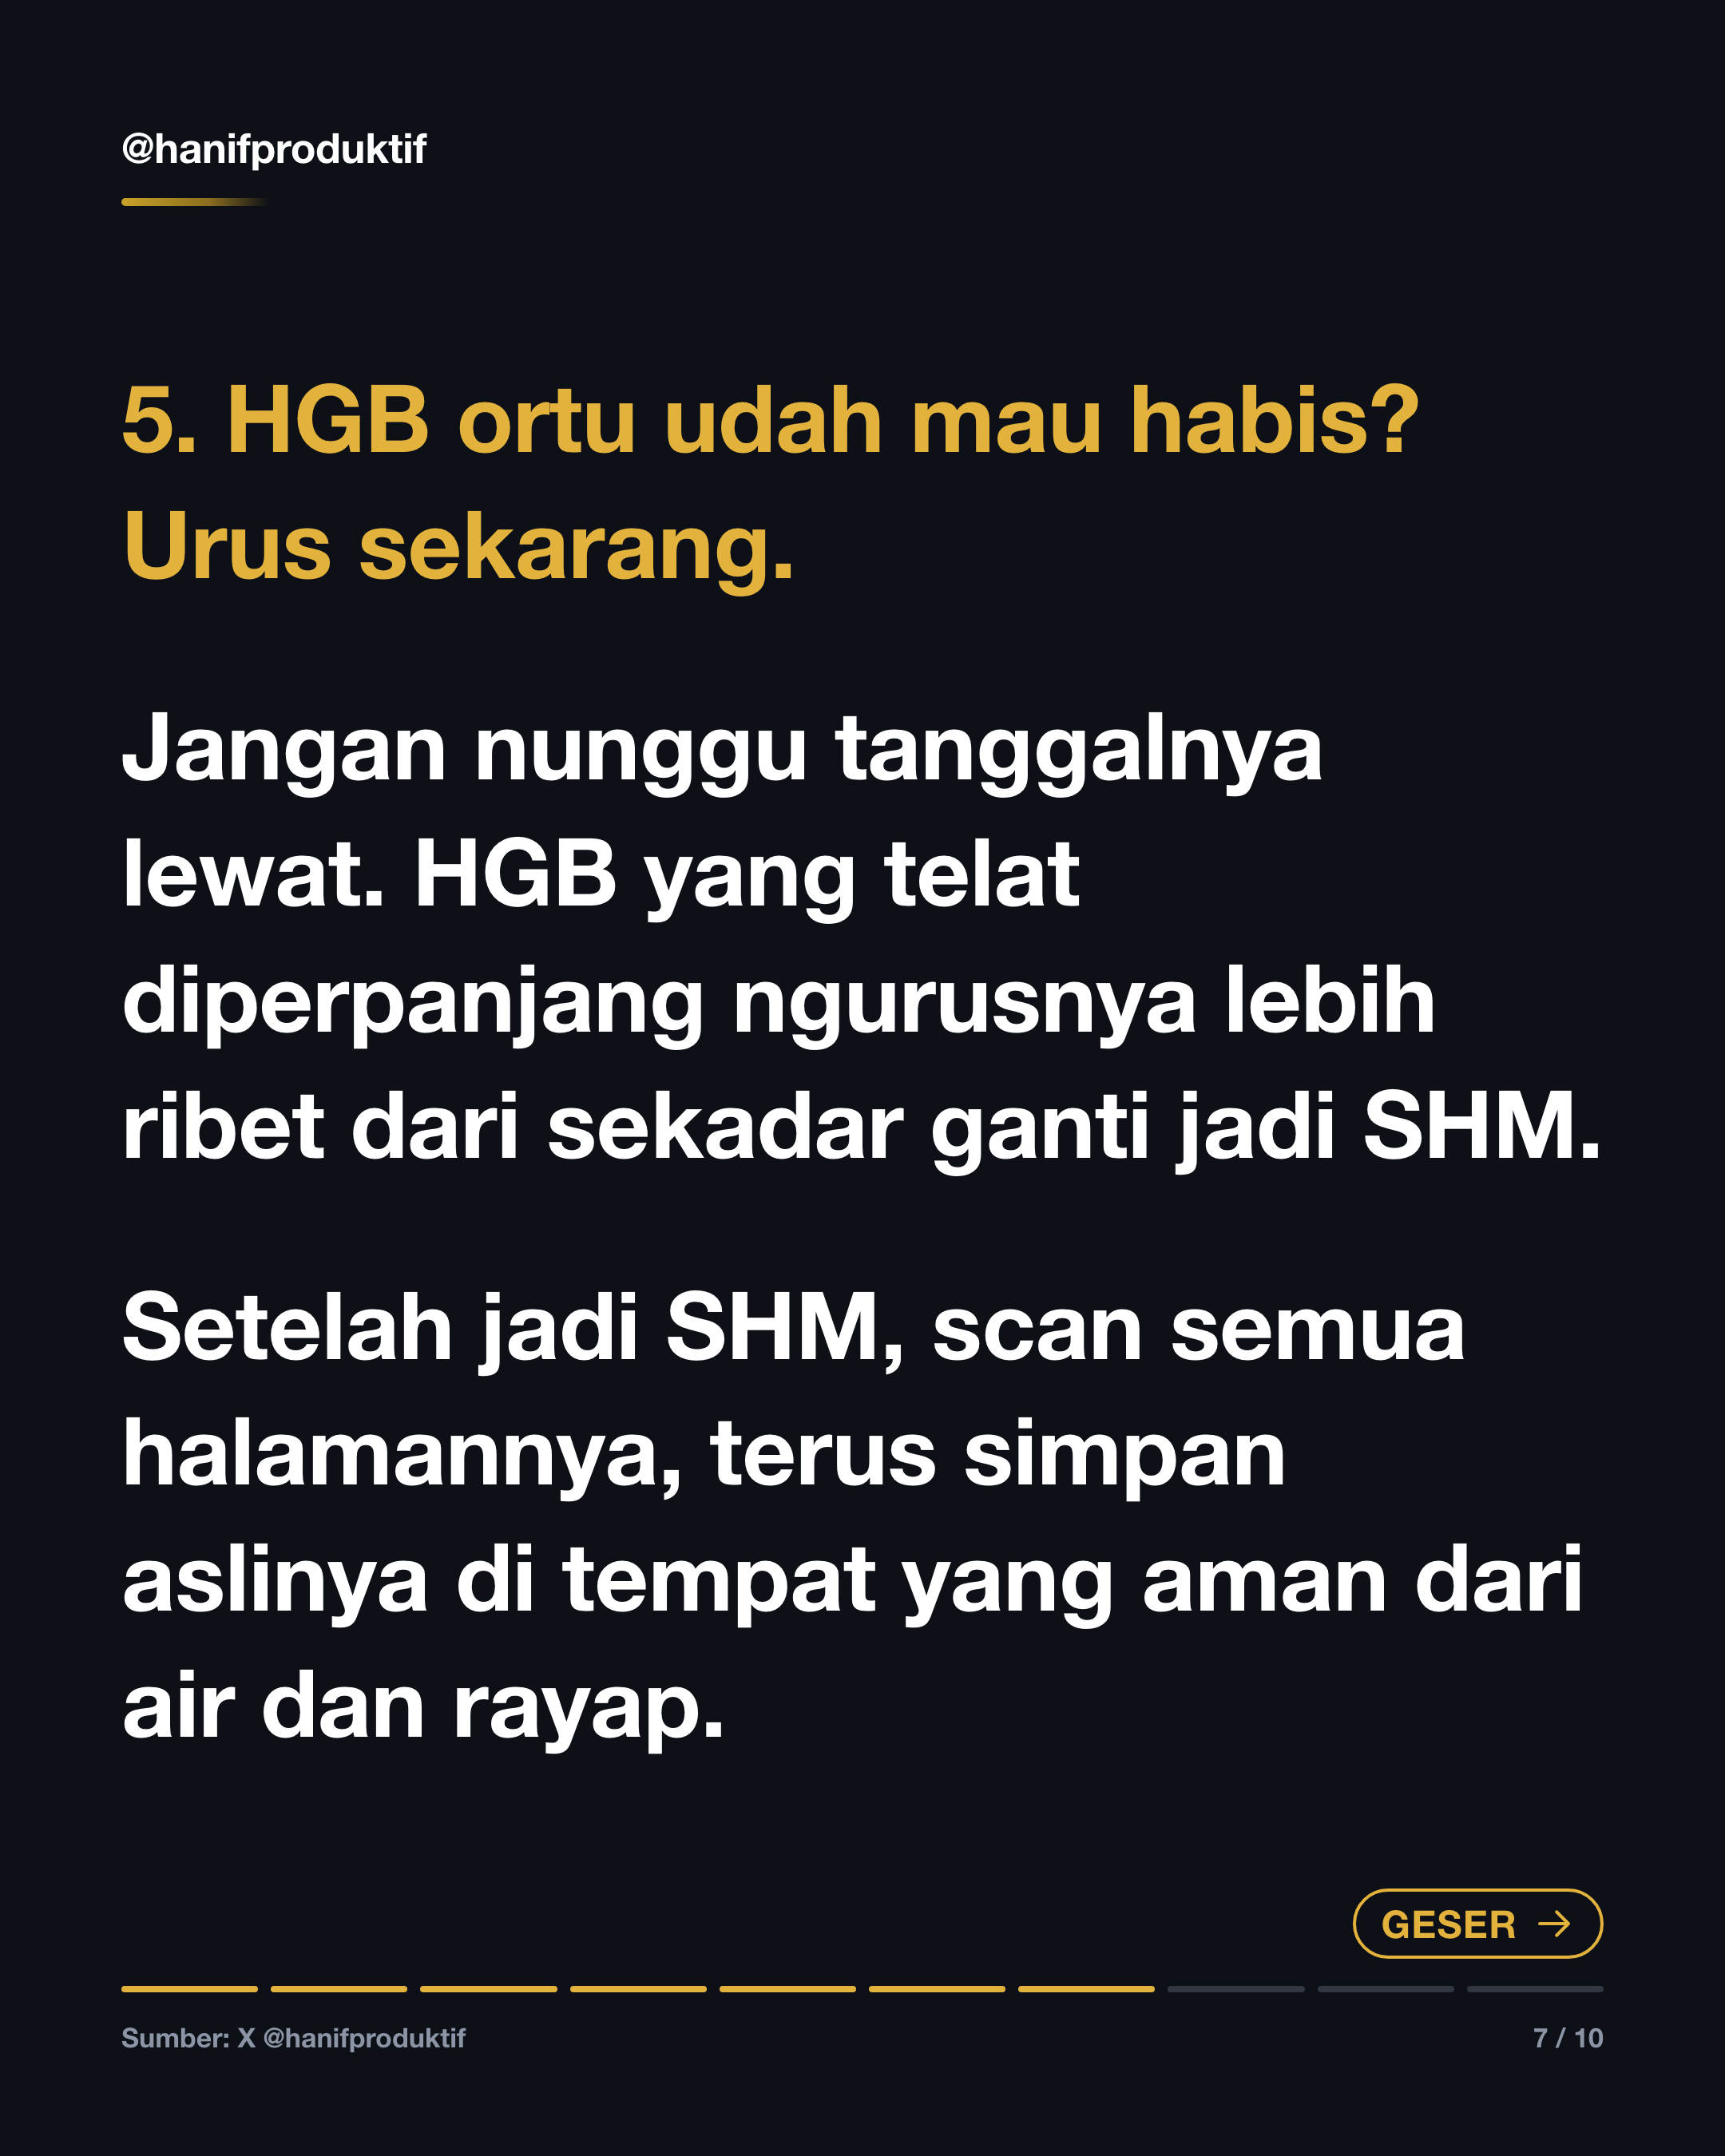 @hanifproduktif
5. HGB ortu udah mau habis?
Urus sekarang.
Jangan nunggu tanggalnya
lewat. HGB yang telat
diperpanjang ngurusnya lebih
ribet dari sekadar ganti jadi SHM.
Setelah jadi SHM, scan semua
halamannya, terus simpan
aslinya di tempat yang aman dari
air dan rayap.
GESER →
Sumber: X @hanifproduktif
7 / 10